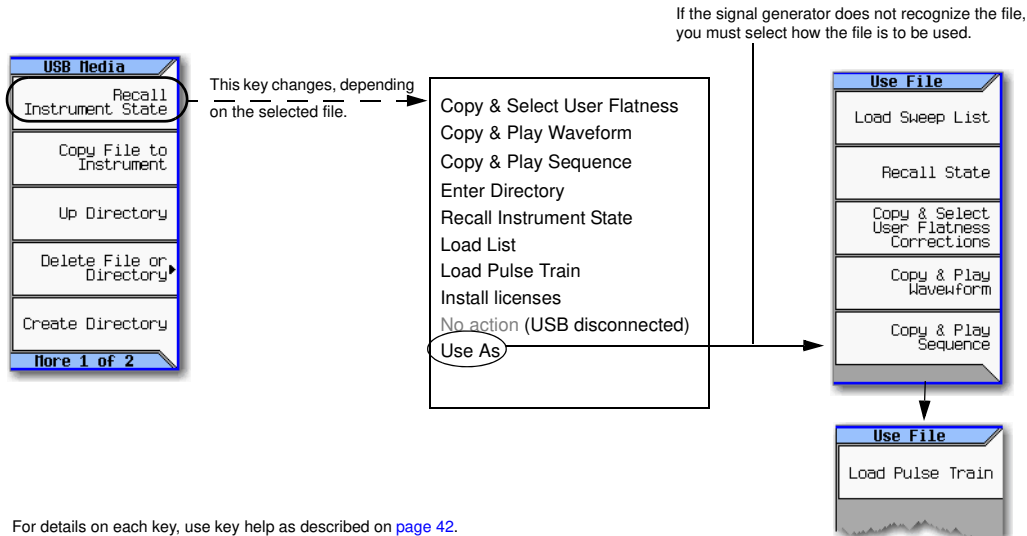 If the signal generator does not recognize the file,
you must select how the file is to be used.
USB Media
Recall
Instrument State
Copy File to
Instrument
Up Directory
Delete File or
Directory
Create Directory
More 1 of 2
This key changes, depending
on the selected file.
Copy & Select User Flatness
Copy & Play Waveform
Copy & Play Sequence
Enter Directory
Recall Instrument State
Load List
Load Pulse Train
Install licenses
No action (USB disconnected)
Use As
Use File
Load Sweep List
Recall State
Copy & Select
User Flatness
Corrections
Copy & Play
Wavewform
Copy & Play
Sequence
Use File
Load Pulse Train
For details on each key, use key help as described on page 42.